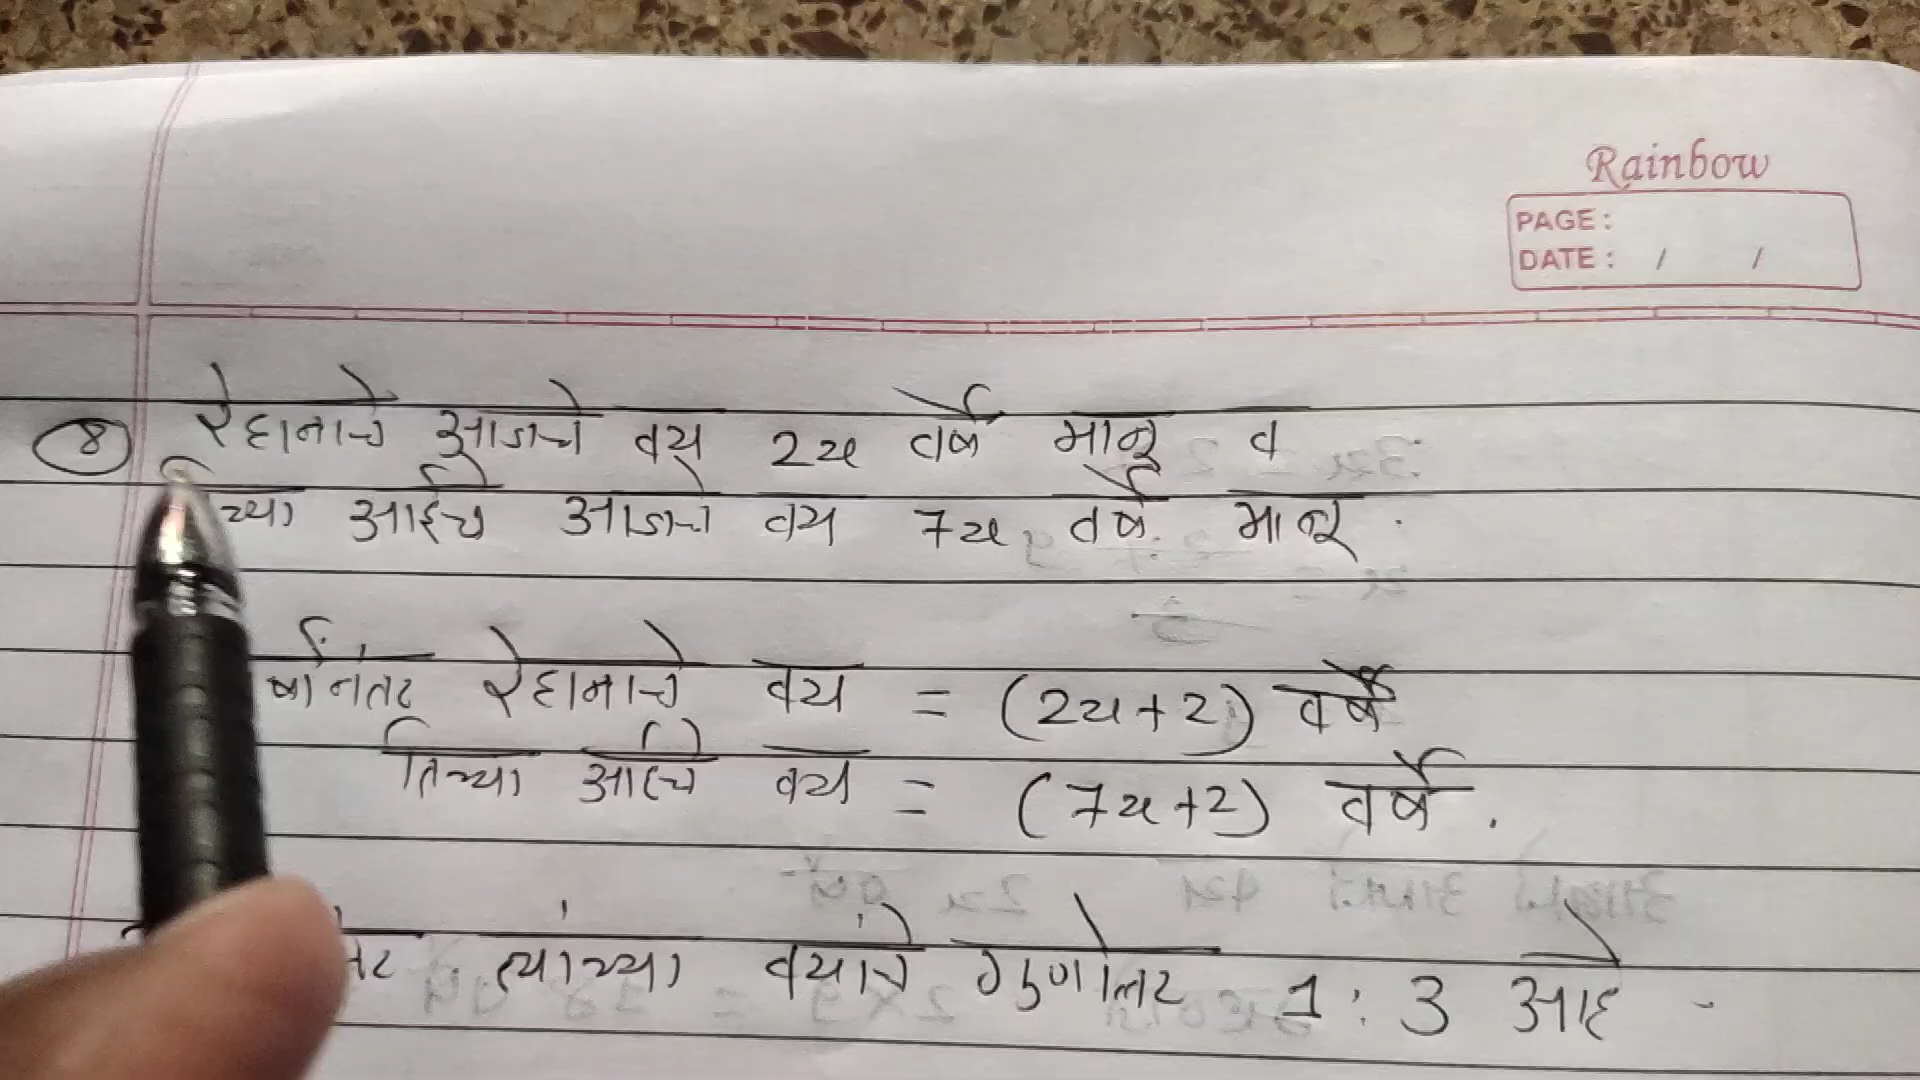 Rainbow
PAGE :
DATE : / /
8 रेहानाचे आजचे वय 2x वर्षे मानू व
च्या आईचे आजचे वय 7x वर्षे मानू.
र्षांनंतर रेहानाचे वय = (2x+2) वर्षे
तिच्या आईचे वय = (7x+2) वर्षे.
त्यांच्या वयाचे गुणोत्तर 1 : 3 आहे